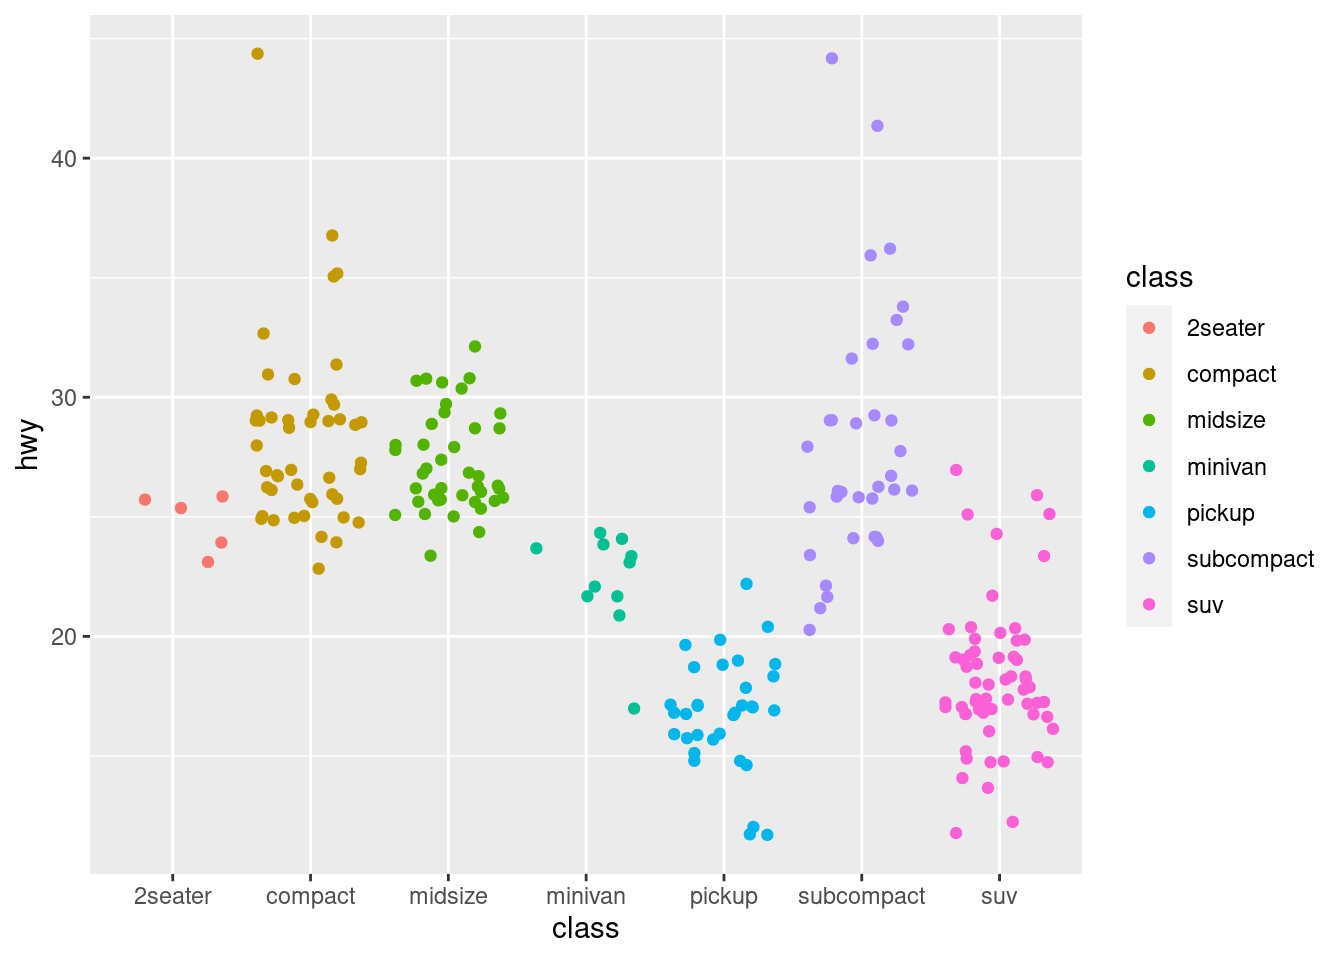 hwy
40
30
20
2seater compact midsize minivan pickup subcompact suv
class
class
2seater
compact
midsize
minivan
pickup
subcompact
suv